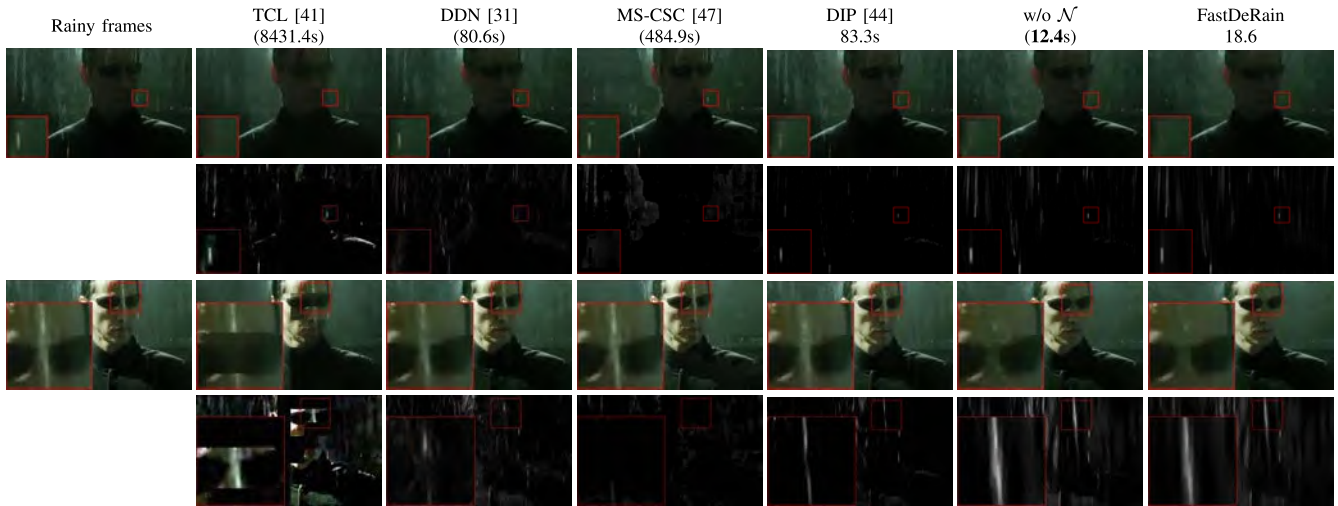 Rainy frames
TCL [41]
(8431.4s)
DDN [31]
(80.6s)
MS-CSC [47]
(484.9s)
DIP [44]
83.3s
w/o 𝒩
(12.4s)
FastDeRain
18.6